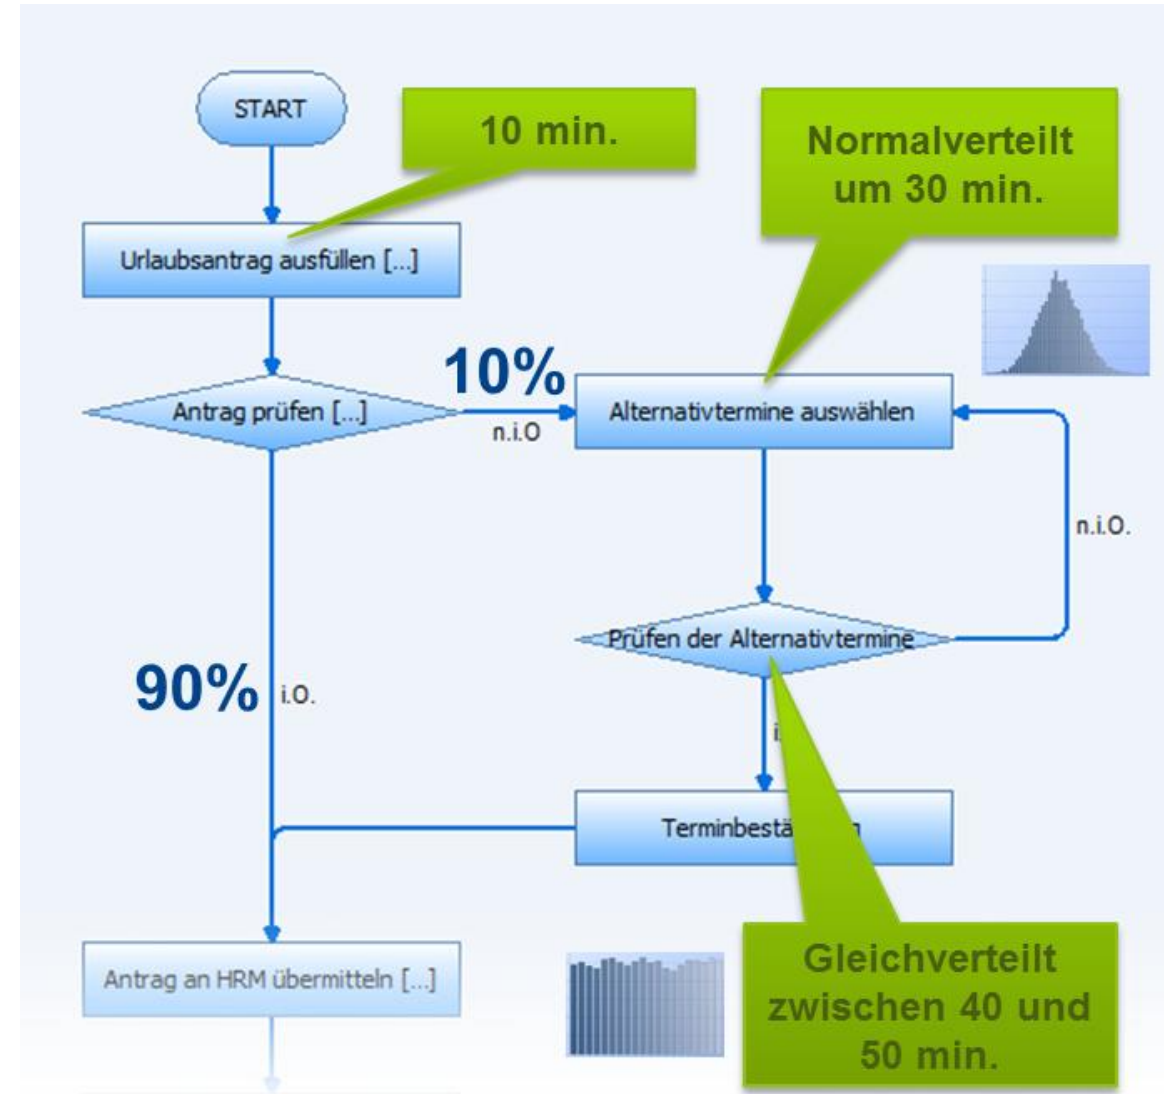 START
10 min.
Normalverteilt
um 30 min.
Urlaubsantrag ausfüllen [...]
10%
Antrag prüfen [...]
n.i.O
Alternativtermine auswählen
n.i.O.
Prüfen der Alternativtermine
90%
i.O.
Antrag an HRM übermitteln [...]
Gleichverteilt
zwischen 40 und
50 min.